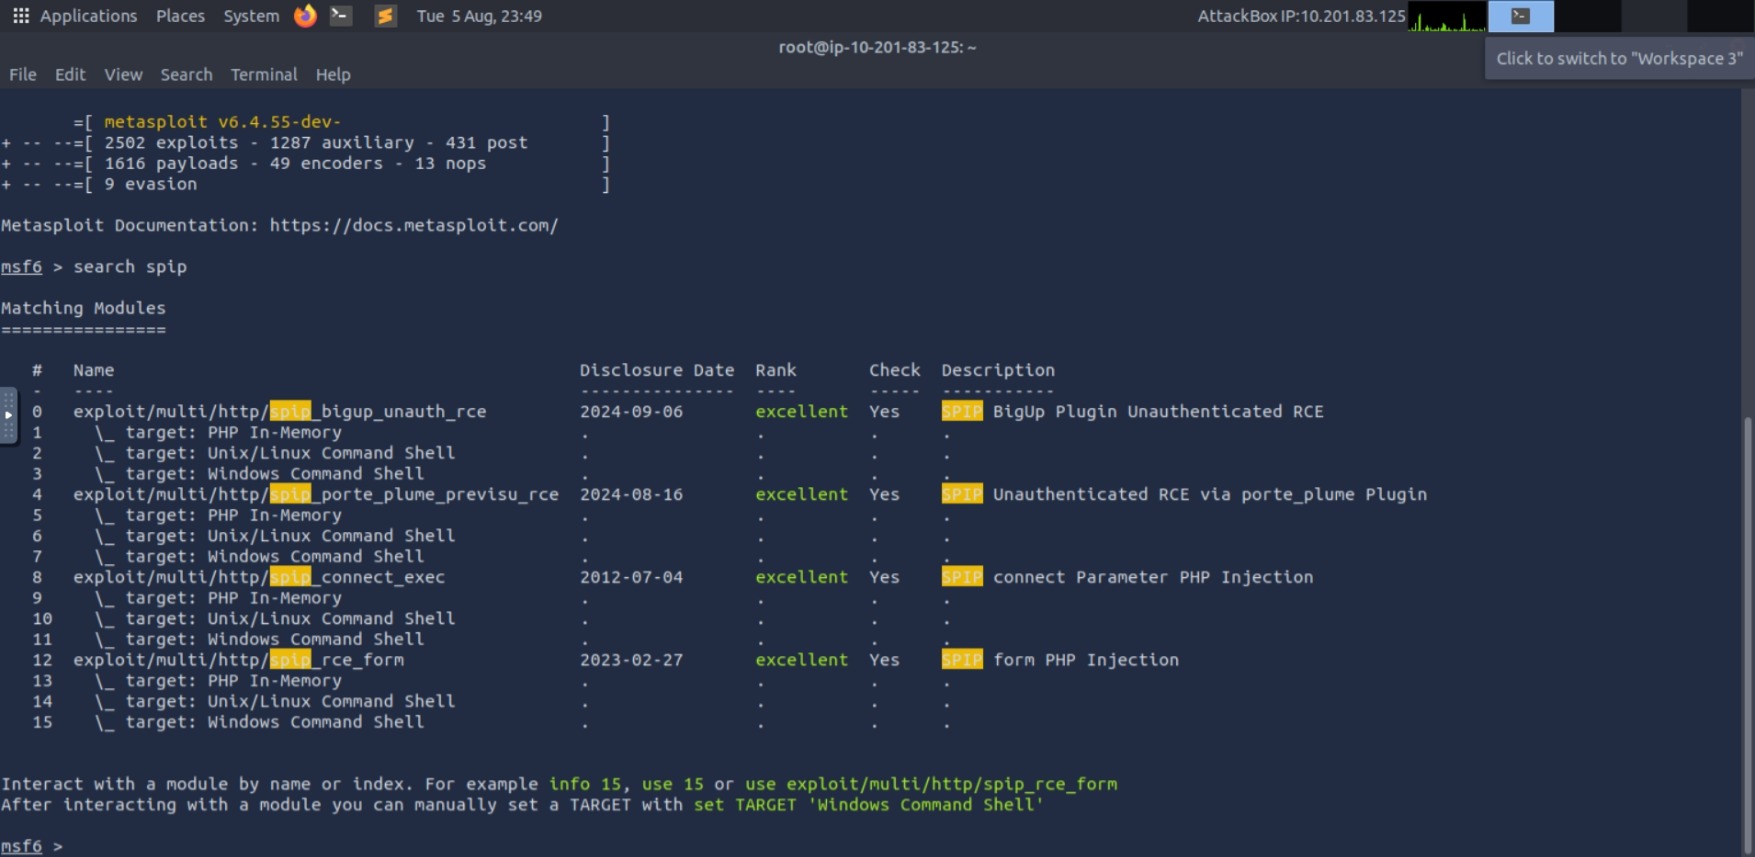 Applications Places System Tue 5 Aug, 23:49 AttackBox IP:10.201.83.125
root@ip-10-201-83-125: ~
Click to switch to "Workspace 3"
File Edit View Search Terminal Help
=[ metasploit v6.4.55-dev- ]
+ -- --=[ 2502 exploits - 1287 auxiliary - 431 post ]
+ -- --=[ 1616 payloads - 49 encoders - 13 nops ]
+ -- --=[ 9 evasion ]
Metasploit Documentation: https://docs.metasploit.com/
msf6 > search spip
Matching Modules
================
# Name Disclosure Date Rank Check Description
- ---- --------------- ---- ----- -----------
0 exploit/multi/http/spip_bigup_unauth_rce 2024-09-06 excellent Yes SPIP BigUp Plugin Unauthenticated RCE
1 \_ target: PHP In-Memory . . . .
2 \_ target: Unix/Linux Command Shell . . . .
3 \_ target: Windows Command Shell . . . .
4 exploit/multi/http/spip_porte_plume_previsu_rce 2024-08-16 excellent Yes SPIP Unauthenticated RCE via porte_plume Plugin
5 \_ target: PHP In-Memory . . . .
6 \_ target: Unix/Linux Command Shell . . . .
7 \_ target: Windows Command Shell . . . .
8 exploit/multi/http/spip_connect_exec 2012-07-04 excellent Yes SPIP connect Parameter PHP Injection
9 \_ target: PHP In-Memory . . . .
10 \_ target: Unix/Linux Command Shell . . . .
11 \_ target: Windows Command Shell . . . .
12 exploit/multi/http/spip_rce_form 2023-02-27 excellent Yes SPIP form PHP Injection
13 \_ target: PHP In-Memory . . . .
14 \_ target: Unix/Linux Command Shell . . . .
15 \_ target: Windows Command Shell . . . .
Interact with a module by name or index. For example info 15, use 15 or use exploit/multi/http/spip_rce_form
After interacting with a module you can manually set a TARGET with set TARGET 'Windows Command Shell'
msf6 >